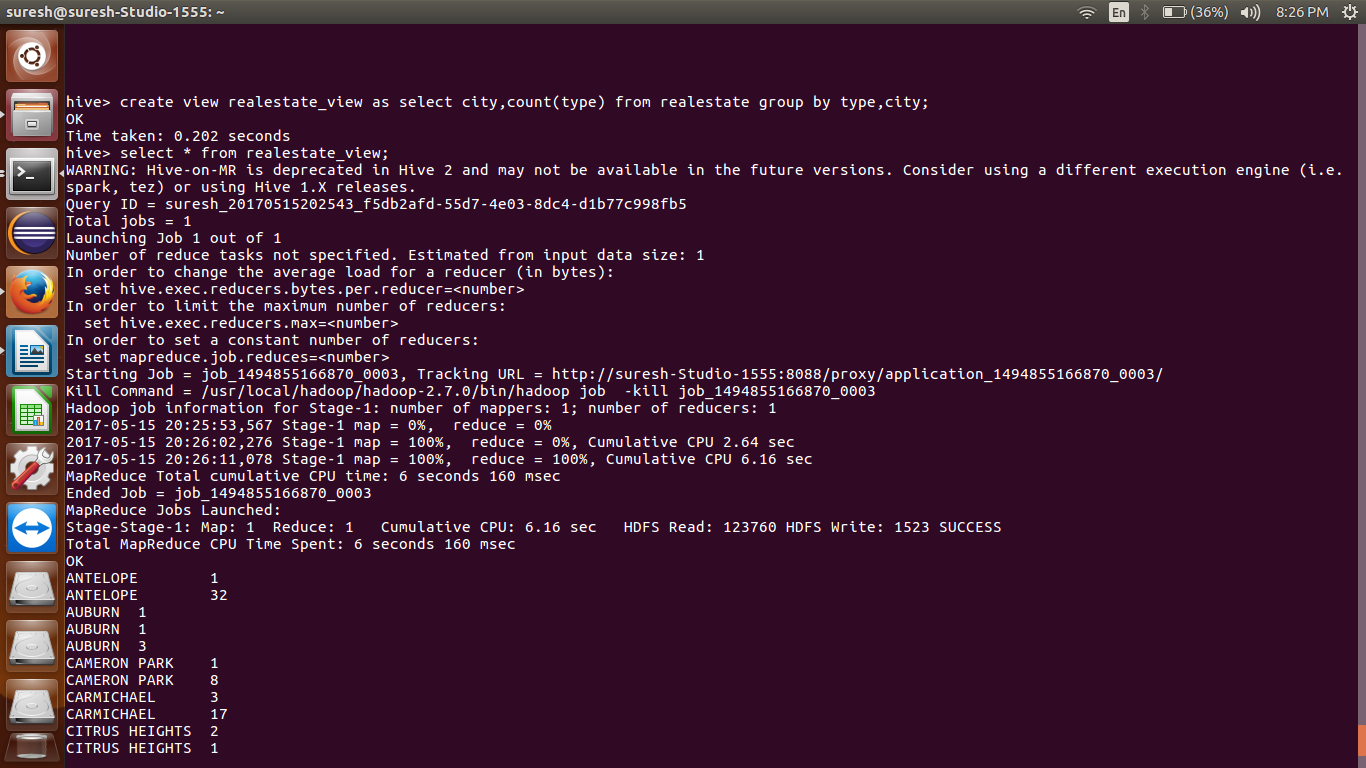 suresh@suresh-Studio-1555: ~
En
(36%)
8:26 PM
hive> create view realestate_view as select city,count(type) from realestate group by type,city;
OK
Time taken: 0.202 seconds
hive> select * from realestate_view;
WARNING: Hive-on-MR is deprecated in Hive 2 and may not be available in the future versions. Consider using a different execution engine (i.e.
spark, tez) or using Hive 1.X releases.
Query ID = suresh_20170515202543_f5db2afd-55d7-4e03-8dc4-d1b77c998fb5
Total jobs = 1
Launching Job 1 out of 1
Number of reduce tasks not specified. Estimated from input data size: 1
In order to change the average load for a reducer (in bytes):
  set hive.exec.reducers.bytes.per.reducer=<number>
In order to limit the maximum number of reducers:
  set hive.exec.reducers.max=<number>
In order to set a constant number of reducers:
  set mapreduce.job.reduces=<number>
Starting Job = job_1494855166870_0003, Tracking URL = http://suresh-Studio-1555:8088/proxy/application_1494855166870_0003/
Kill Command = /usr/local/hadoop/hadoop-2.7.0/bin/hadoop job  -kill job_1494855166870_0003
Hadoop job information for Stage-1: number of mappers: 1; number of reducers: 1
2017-05-15 20:25:53,567 Stage-1 map = 0%,  reduce = 0%
2017-05-15 20:26:02,276 Stage-1 map = 100%,  reduce = 0%, Cumulative CPU 2.64 sec
2017-05-15 20:26:11,078 Stage-1 map = 100%,  reduce = 100%, Cumulative CPU 6.16 sec
MapReduce Total cumulative CPU time: 6 seconds 160 msec
Ended Job = job_1494855166870_0003
MapReduce Jobs Launched:
Stage-Stage-1: Map: 1  Reduce: 1   Cumulative CPU: 6.16 sec   HDFS Read: 123760 HDFS Write: 1523 SUCCESS
Total MapReduce CPU Time Spent: 6 seconds 160 msec
OK
ANTELOPE        1
ANTELOPE        32
AUBURN  1
AUBURN  1
AUBURN  3
CAMERON PARK    1
CAMERON PARK    8
CARMICHAEL      3
CARMICHAEL      17
CITRUS HEIGHTS  2
CITRUS HEIGHTS  1